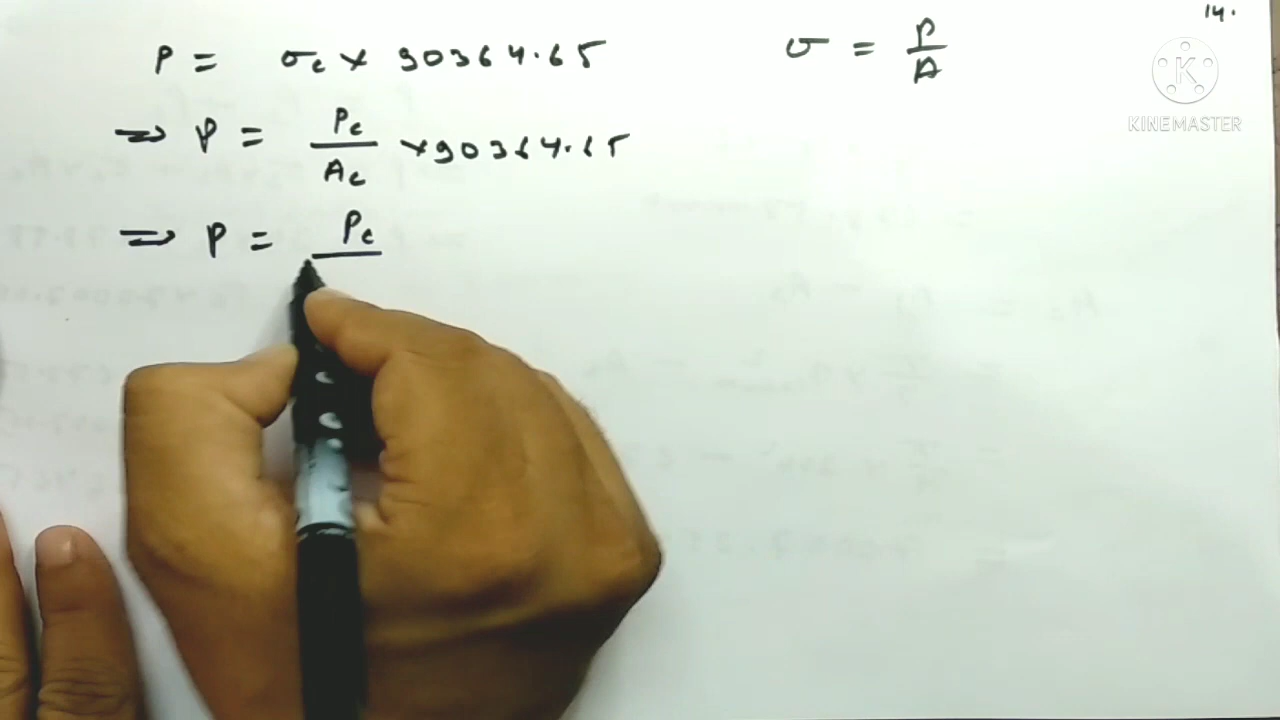 14.
P = σc × 90364.65
σ = P/A
⇒ P = Pc/Ac × 90364.65
⇒ P = Pc
K
KINEMASTER